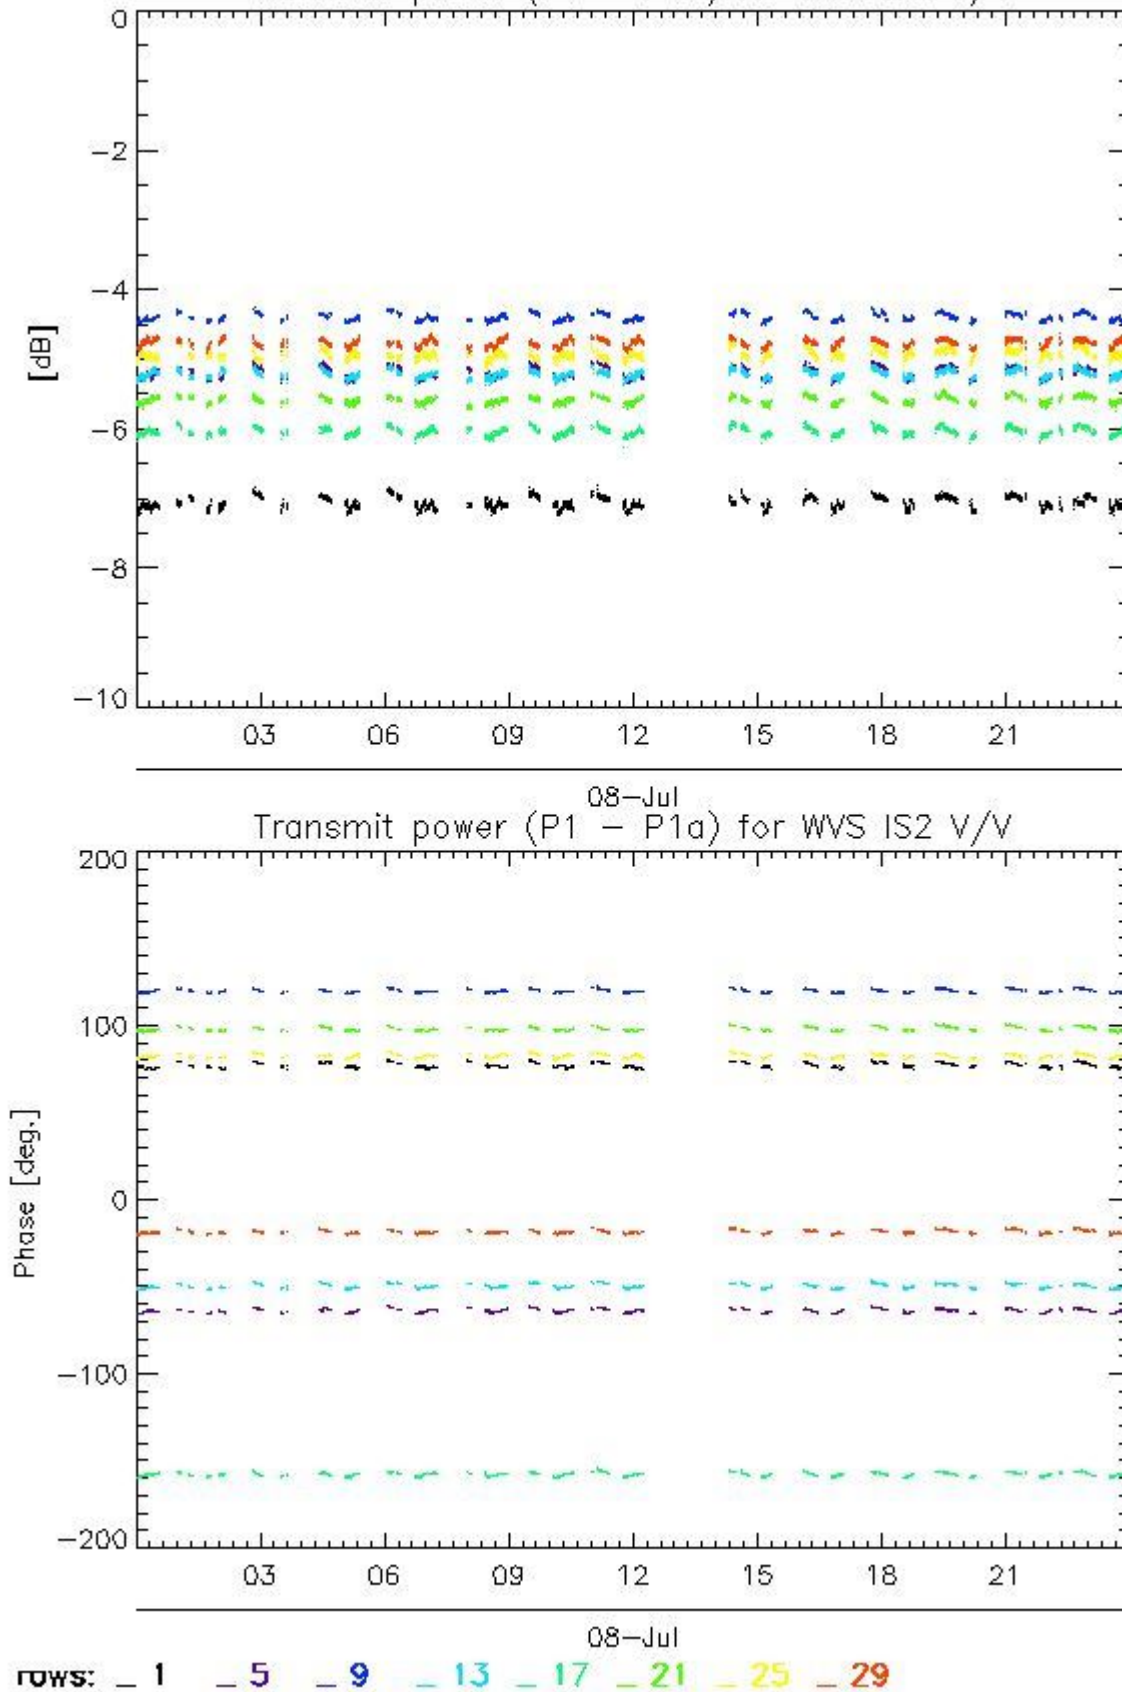 0
−2
−4
[dB]
−6
−8
−10
03 06 09 12 15 18 21
08−Jul
Transmit power (P1 − P1a) for WVS IS2 V/V
200
100
Phase [deg.]
0
−100
−200
03 06 09 12 15 18 21
08−Jul
rows: _ 1 _ 5 _ 9 _ 13 _ 17 _ 21 _ 25 _ 29